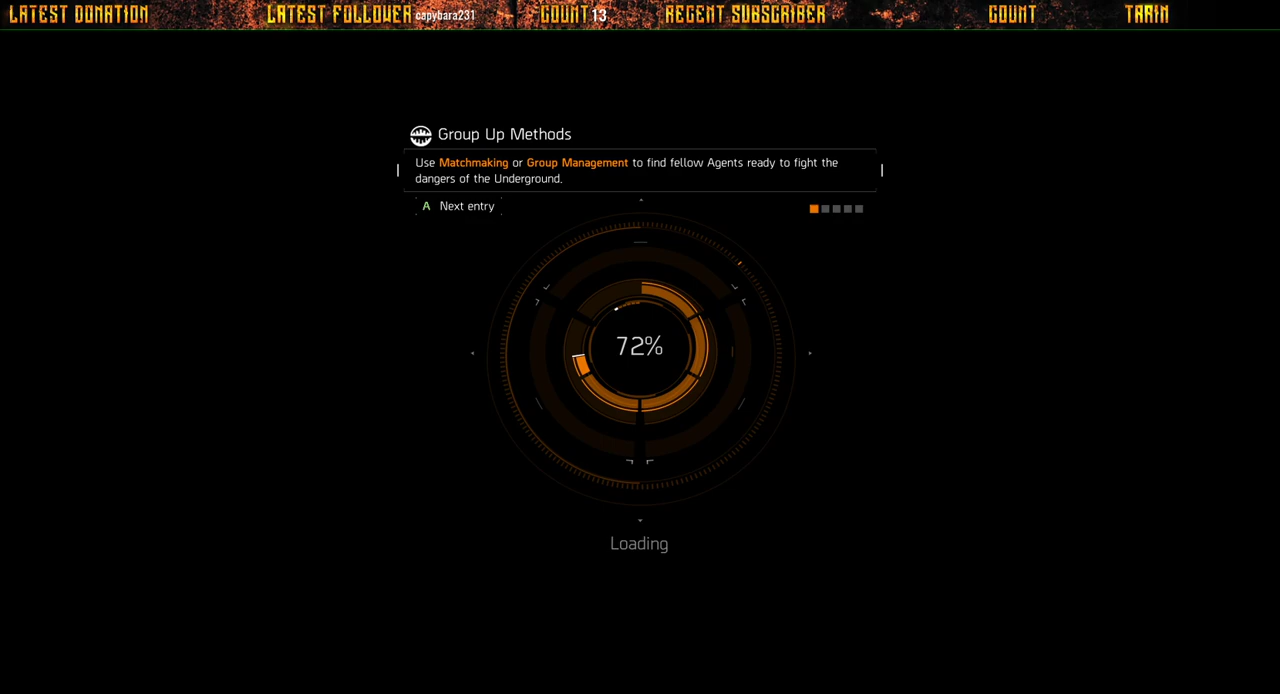 LATEST DONATION LATEST FOLLOWER capybara231 COUNT 13 RECENT SUBSCRIBER COUNT TRAIN
Group Up Methods
Use Matchmaking or Group Management to find fellow Agents ready to fight the
dangers of the Underground.
A Next entry
72%
Loading